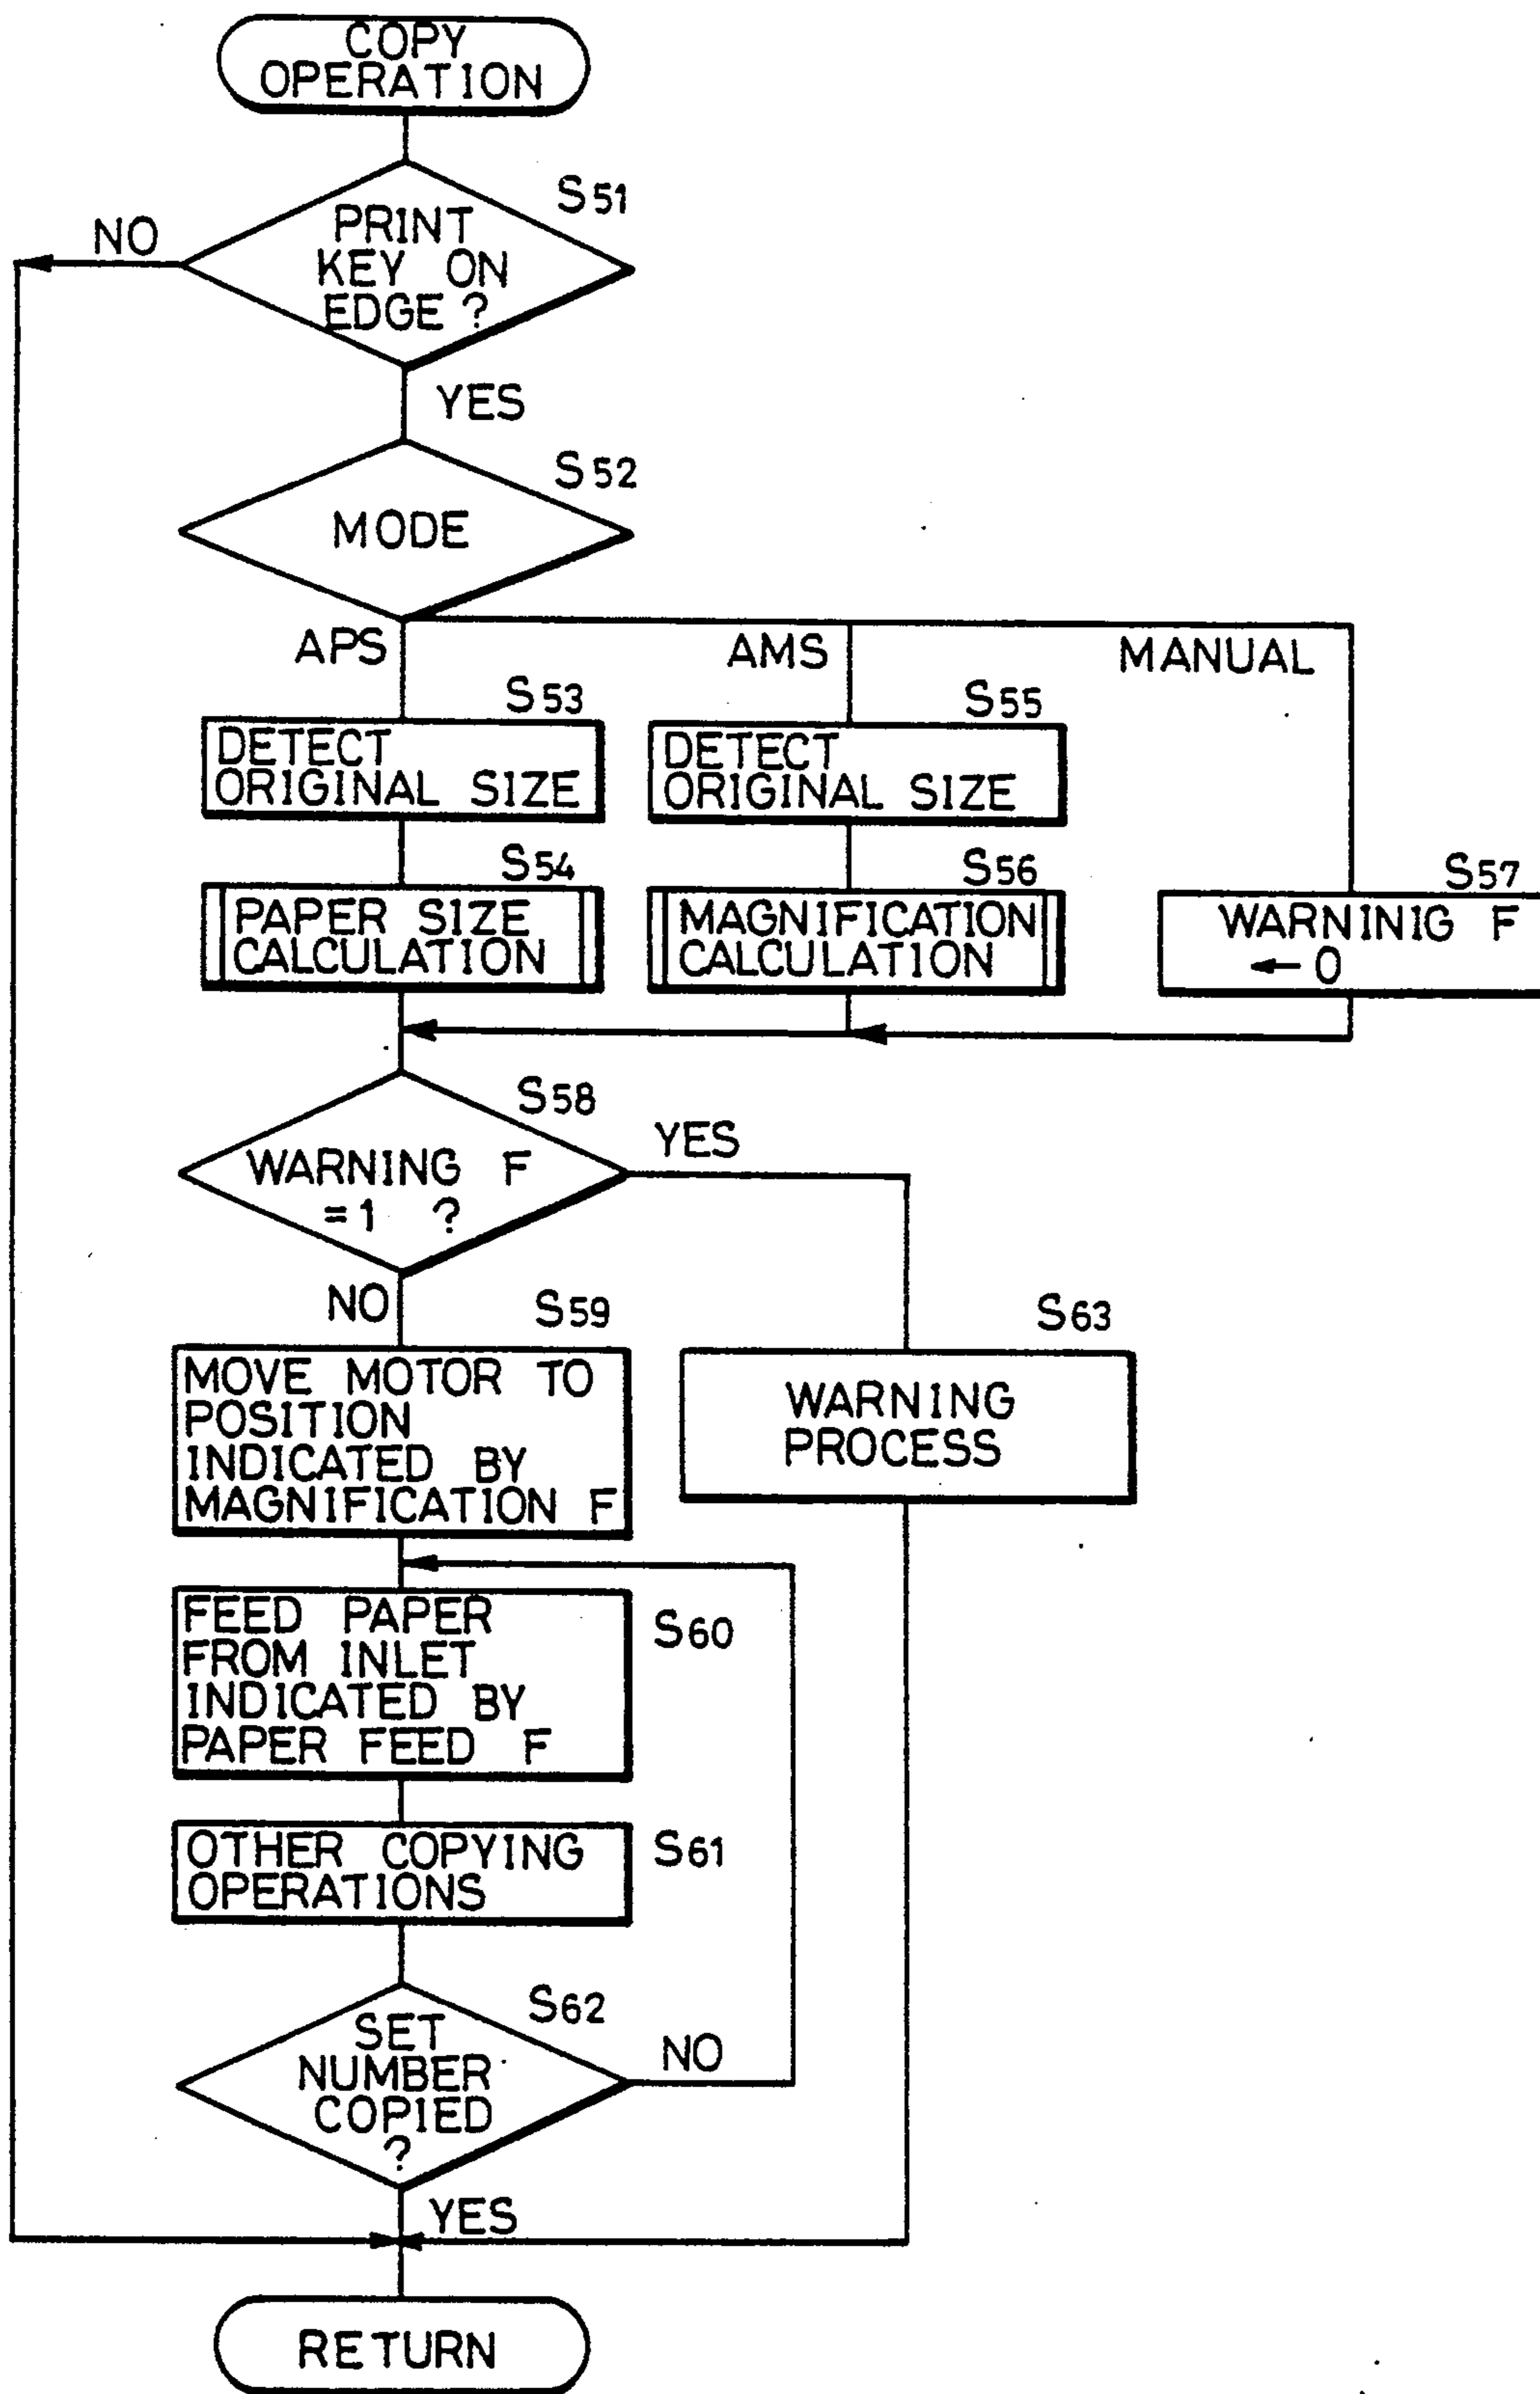 COPY
OPERATION
S51
PRINT
KEY ON
EDGE ?
NO
YES
S52
MODE
APS
AMS
MANUAL
S53
DETECT
ORIGINAL SIZE
S55
DETECT
ORIGINAL SIZE
S54
PAPER SIZE
CALCULATION
S56
MAGNIFICATION
CALCULATION
S57
WARNINIG F
← 0
S58
WARNING F
=1 ?
YES
NO
S59
MOVE MOTOR TO
POSITION
INDICATED BY
MAGNIFICATION F
S63
WARNING
PROCESS
FEED PAPER
FROM INLET
INDICATED BY
PAPER FEED F
S60
OTHER COPYING
OPERATIONS
S61
S62
SET
NUMBER
COPIED
?
NO
YES
RETURN